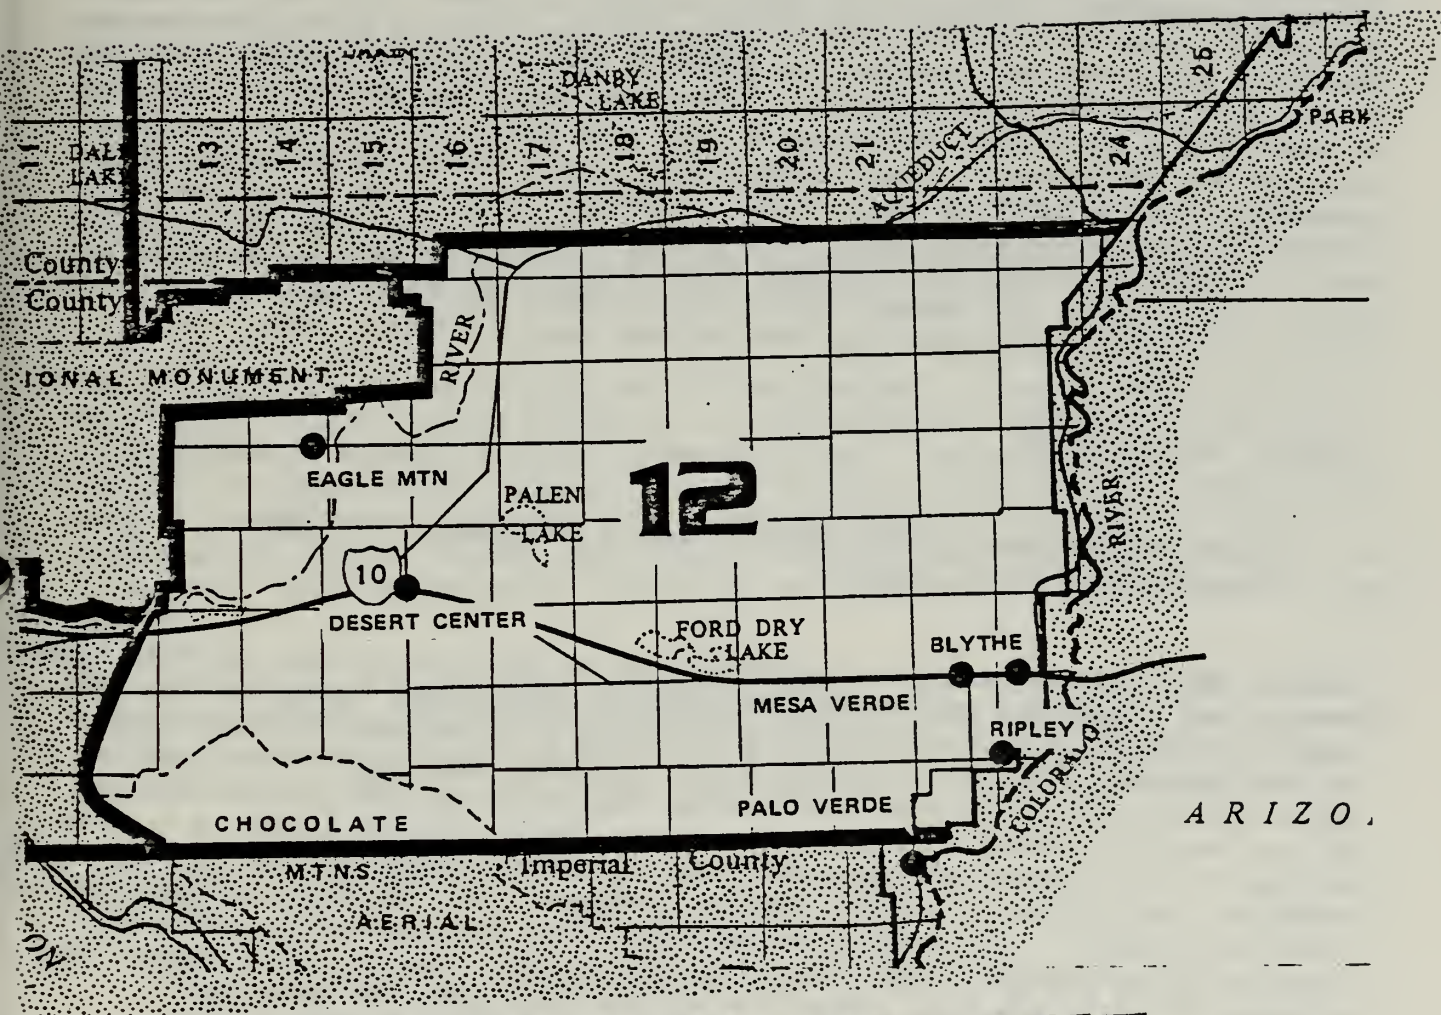 DANBY
LAKE
25
PARK
11
DALE
LAKE
13
14
15
16
17
18
19
20
21
AQUEDUCT
24
County
County
IONAL MONUMENT
RIVER
EAGLE MTN
PALEN
LAKE
12
RIVER
10
DESERT CENTER
FORD DRY
LAKE
BLYTHE
MESA VERDE
RIPLEY
COLORADO
PALO VERDE
CHOCOLATE
ARIZO
Imperial County
MTNS
AERIAL
ON